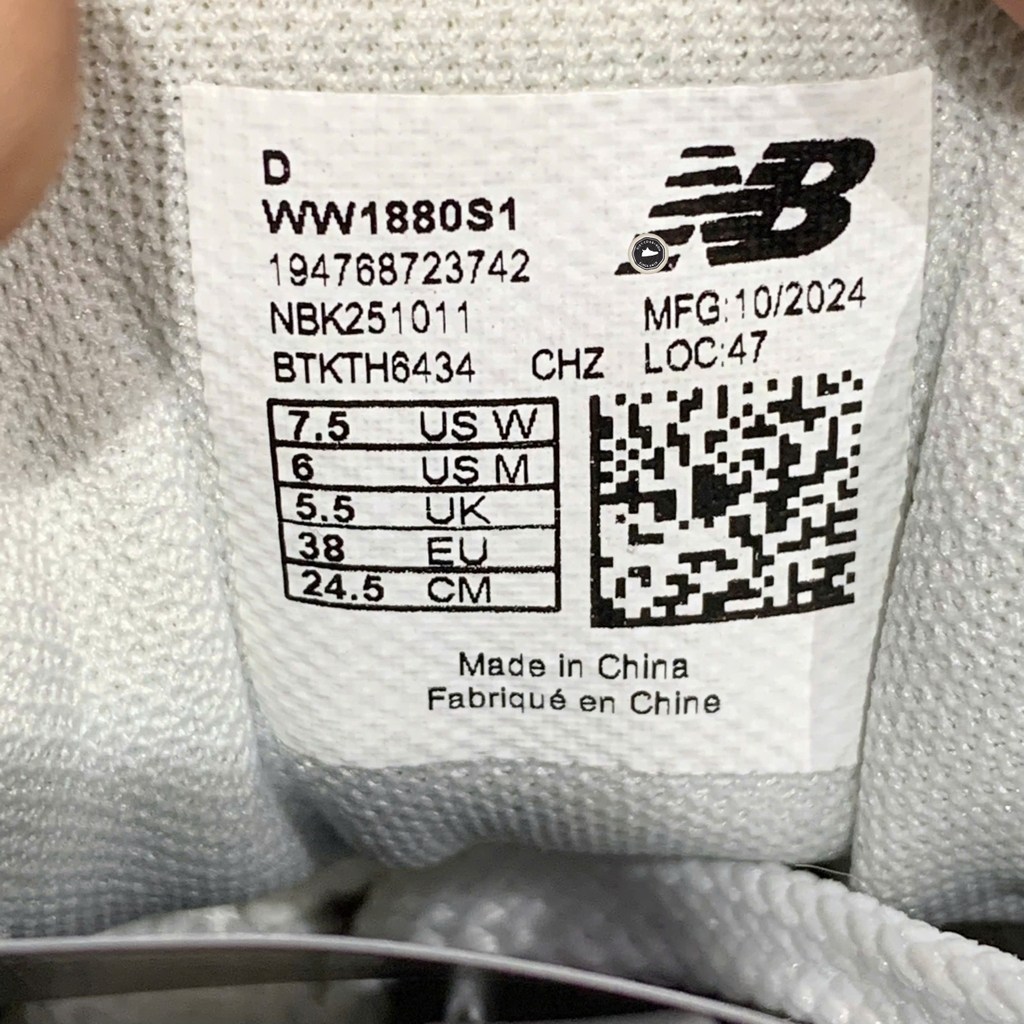 D
WW1880S1
194768723742
NBK251011
BTKTH6434 CHZ
NB
MFG:10/2024
LOC:47
7.5 US W
6 US M
5.5 UK
38 EU
24.5 CM
Made in China
Fabriqué en Chine